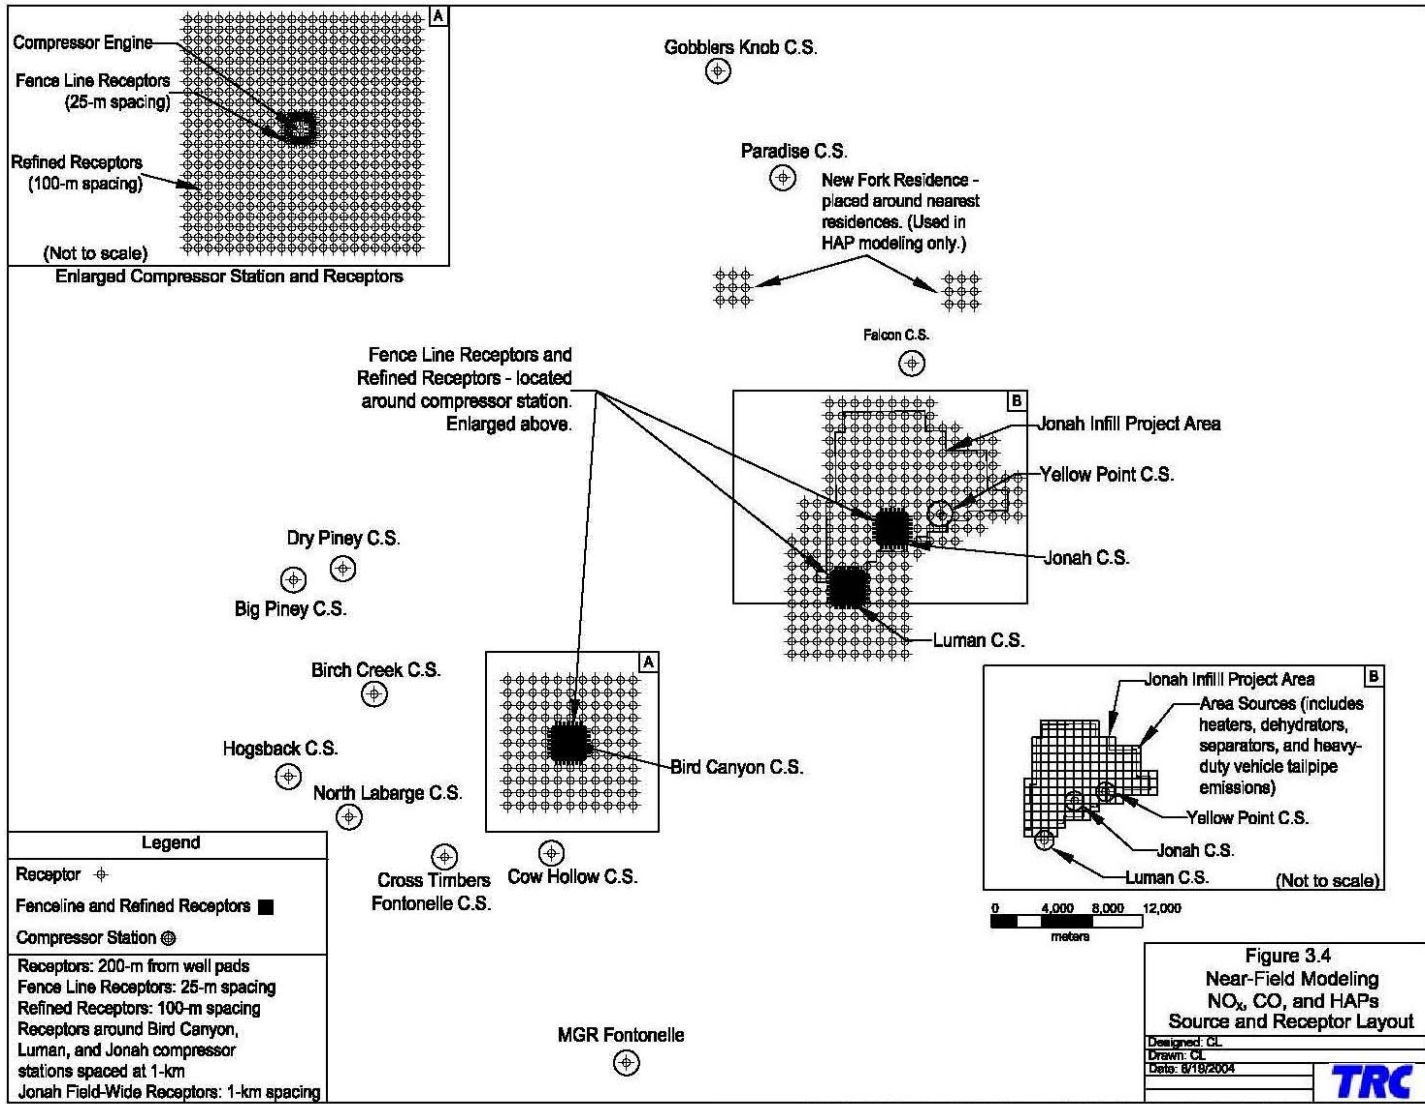 A
Compressor Engine
Fence Line Receptors
(25-m spacing)
Refined Receptors
(100-m spacing)
(Not to scale)
Enlarged Compressor Station and Receptors
Gobblers Knob C.S.
Paradise C.S.
New Fork Residence -
placed around nearest
residences. (Used in
HAP modeling only.)
Falcon C.S.
Fence Line Receptors and
Refined Receptors - located
around compressor station.
Enlarged above.
B
Jonah Infill Project Area
Yellow Point C.S.
Jonah C.S.
Luman C.S.
Dry Piney C.S.
Big Piney C.S.
Birch Creek C.S.
Hogsback C.S.
North Labarge C.S.
A
Bird Canyon C.S.
Cross Timbers
Fontonelle C.S.
Cow Hollow C.S.
MGR Fontonelle
B
Jonah Infill Project Area
Area Sources (includes
heaters, dehydrators,
separators, and heavy-
duty vehicle tailpipe
emissions)
Yellow Point C.S.
Jonah C.S.
Luman C.S.
(Not to scale)
0 4,000 8,000 12,000
meters
Legend
Receptor
Fenceline and Refined Receptors
Compressor Station
Receptors: 200-m from well pads
Fence Line Receptors: 25-m spacing
Refined Receptors: 100-m spacing
Receptors around Bird Canyon,
Luman, and Jonah compressor
stations spaced at 1-km
Jonah Field-Wide Receptors: 1-km spacing
Figure 3.4
Near-Field Modeling
NOx, CO, and HAPs
Source and Receptor Layout
Designed: CL
Drawn: CL
Date: 8/19/2004
TRC